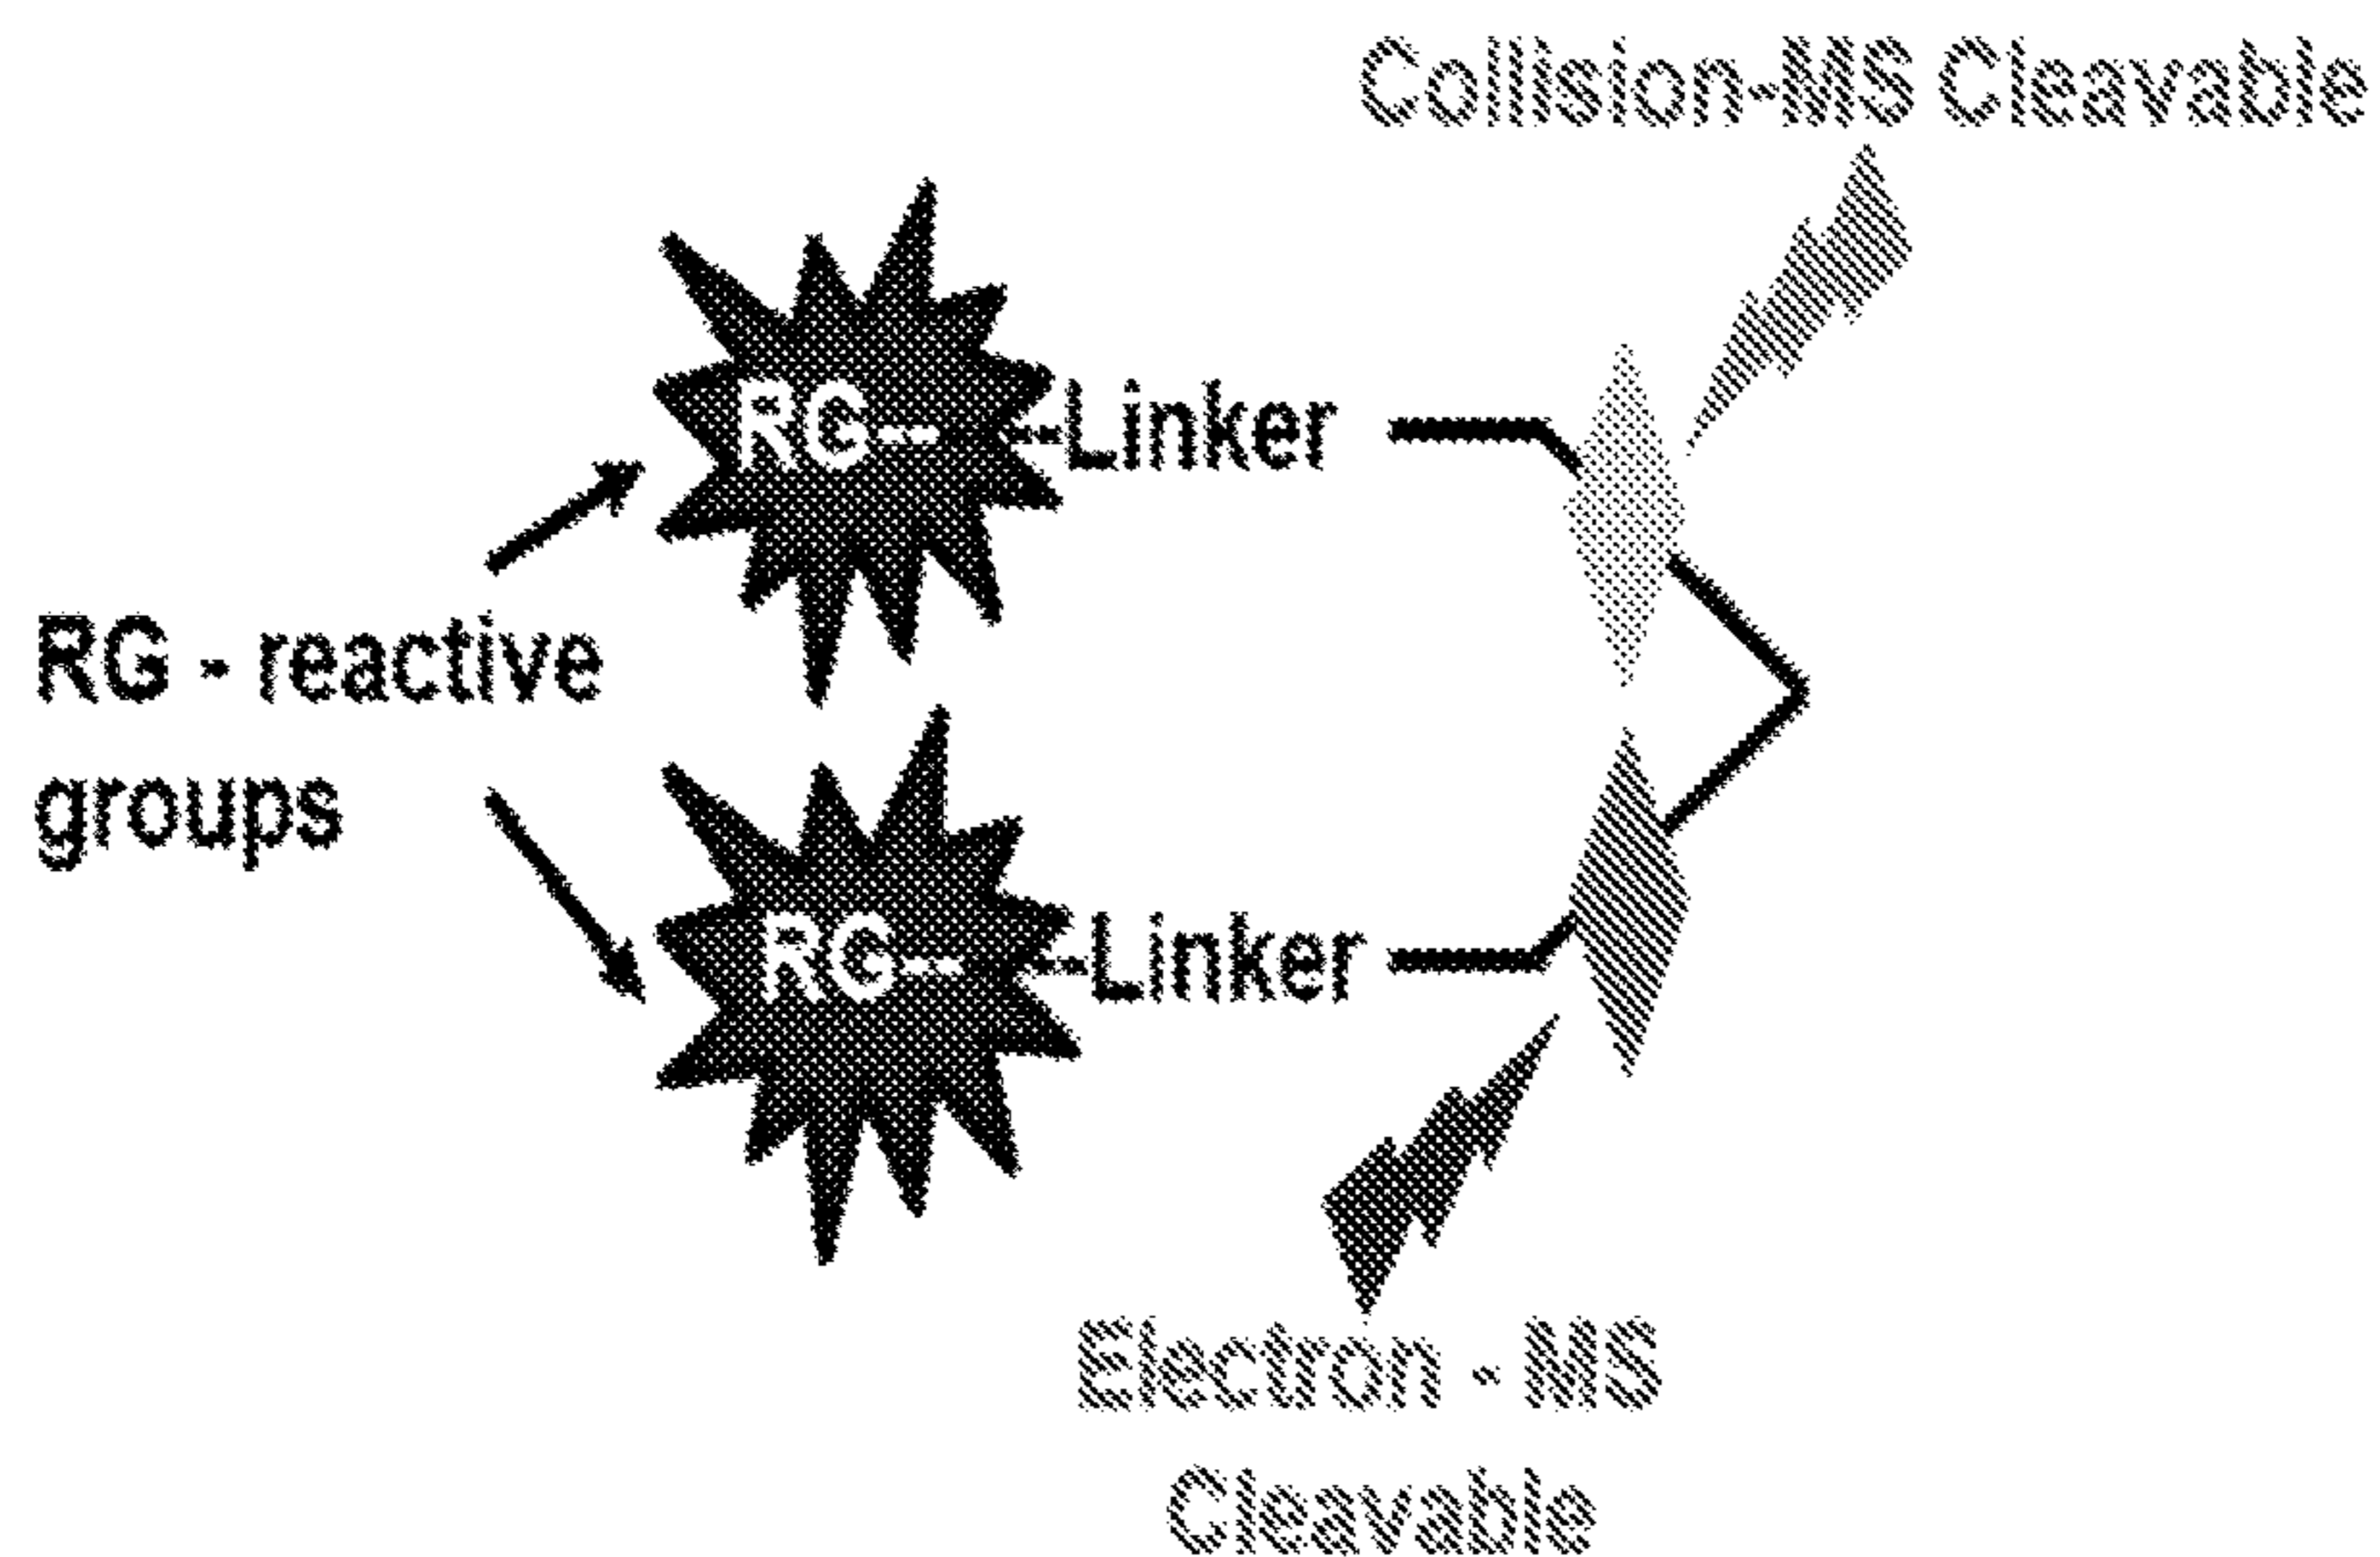 Collision-MS Cleavable
RG----Linker
RG - reactive
groups
RG----Linker
Electron - MS
Cleavable